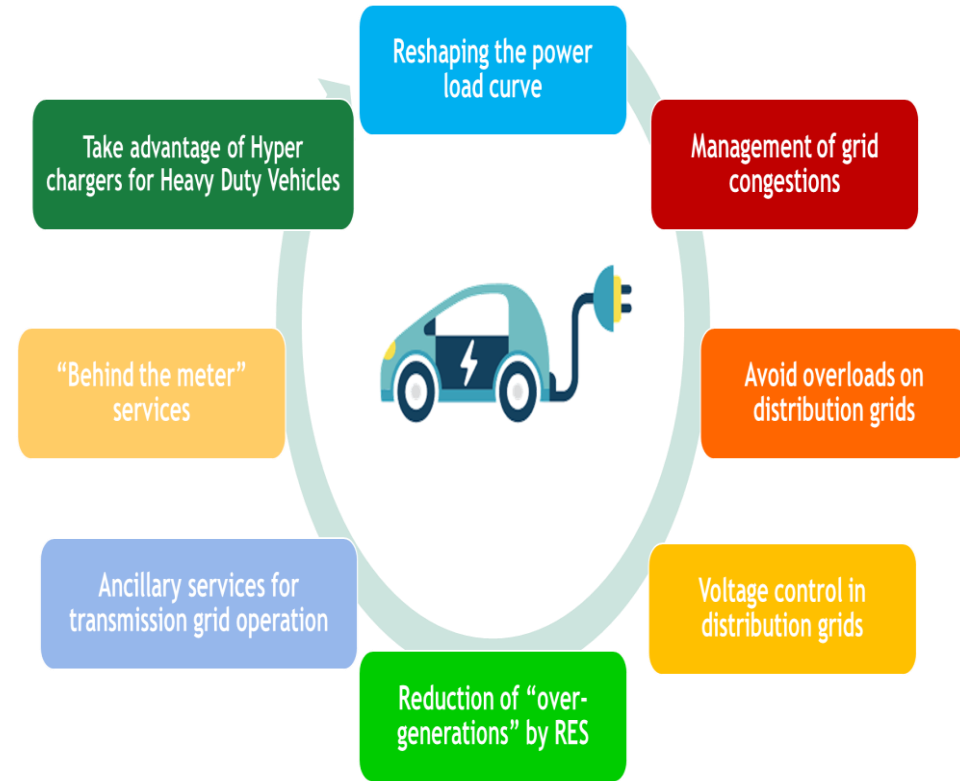 Reshaping the power
load curve
Management of grid
congestions
Avoid overloads on
distribution grids
Voltage control in
distribution grids
Reduction of “over-
generations” by RES
Ancillary services for
transmission grid operation
“Behind the meter”
services
Take advantage of Hyper
chargers for Heavy Duty Vehicles